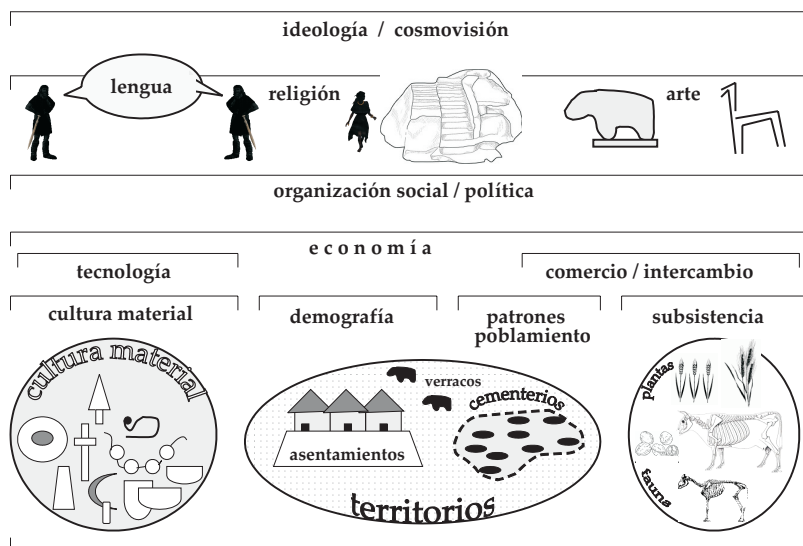 ideología / cosmovisión
lengua
religión
arte
organización social / política
e c o n o m í a
tecnología
comercio / intercambio
cultura material
demografía
patrones
poblamiento
subsistencia
cultura material
verracos
cementerios
asentamientos
territorios
plantas
fauna